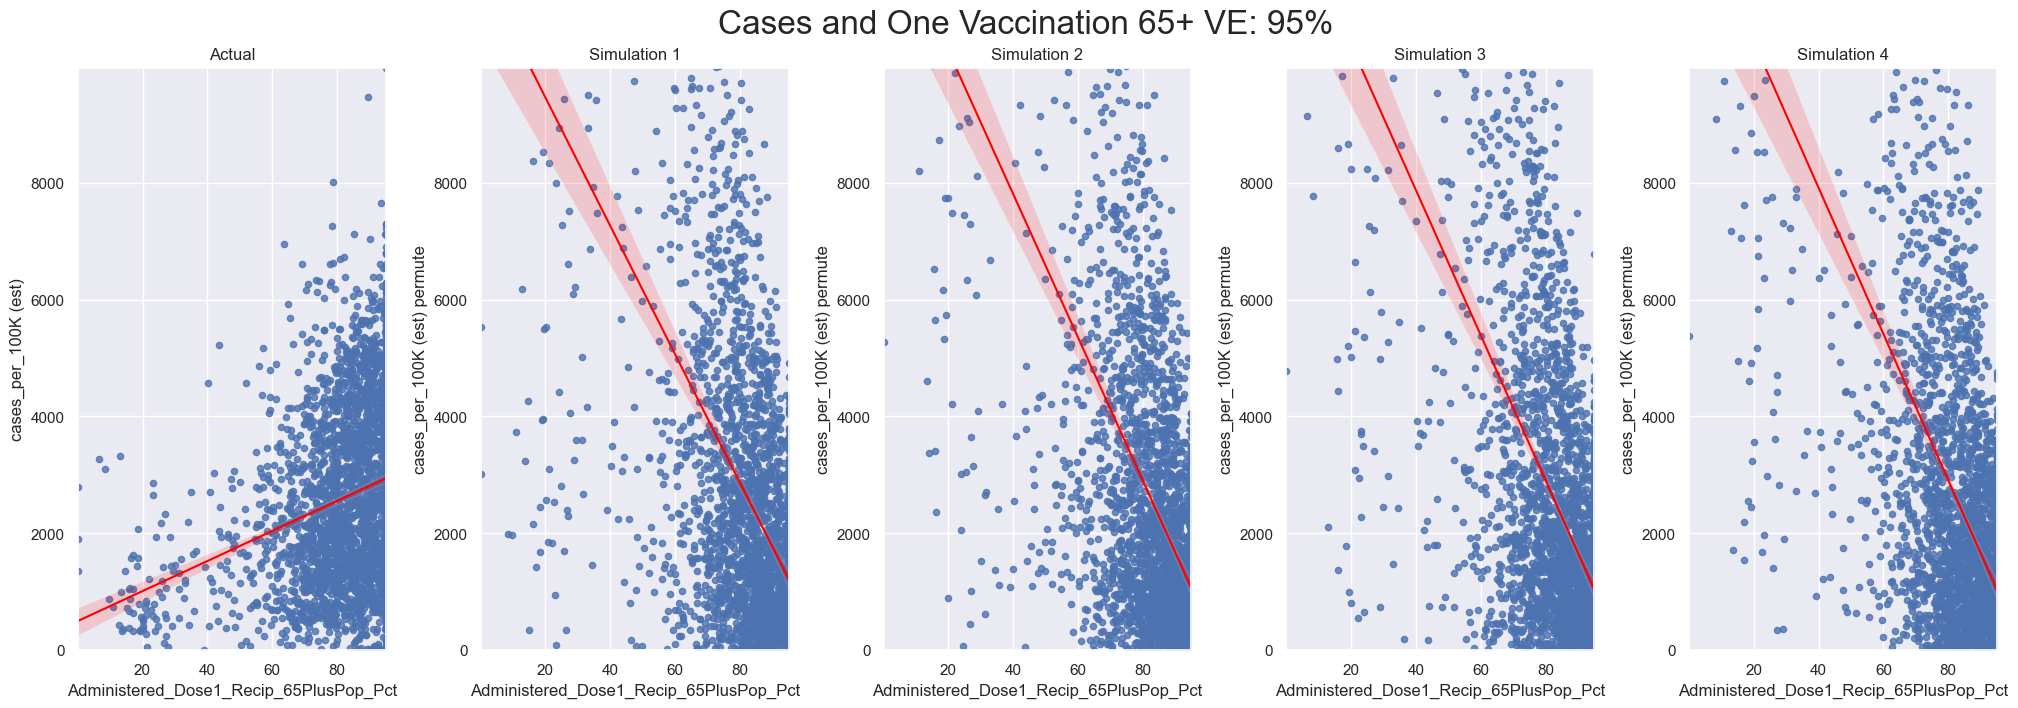 Cases and One Vaccination 65+ VE: 95%
Actual
cases_per_100K (est)
8000
6000
4000
2000
0
20 40 60 80
Administered_Dose1_Recip_65PlusPop_Pct
Simulation 1
cases_per_100K (est) permute
8000
6000
4000
2000
0
20 40 60 80
Administered_Dose1_Recip_65PlusPop_Pct
Simulation 2
cases_per_100K (est) permute
8000
6000
4000
2000
0
20 40 60 80
Administered_Dose1_Recip_65PlusPop_Pct
Simulation 3
cases_per_100K (est) permute
8000
6000
4000
2000
0
20 40 60 80
Administered_Dose1_Recip_65PlusPop_Pct
Simulation 4
cases_per_100K (est) permute
8000
6000
4000
2000
0
20 40 60 80
Administered_Dose1_Recip_65PlusPop_Pct